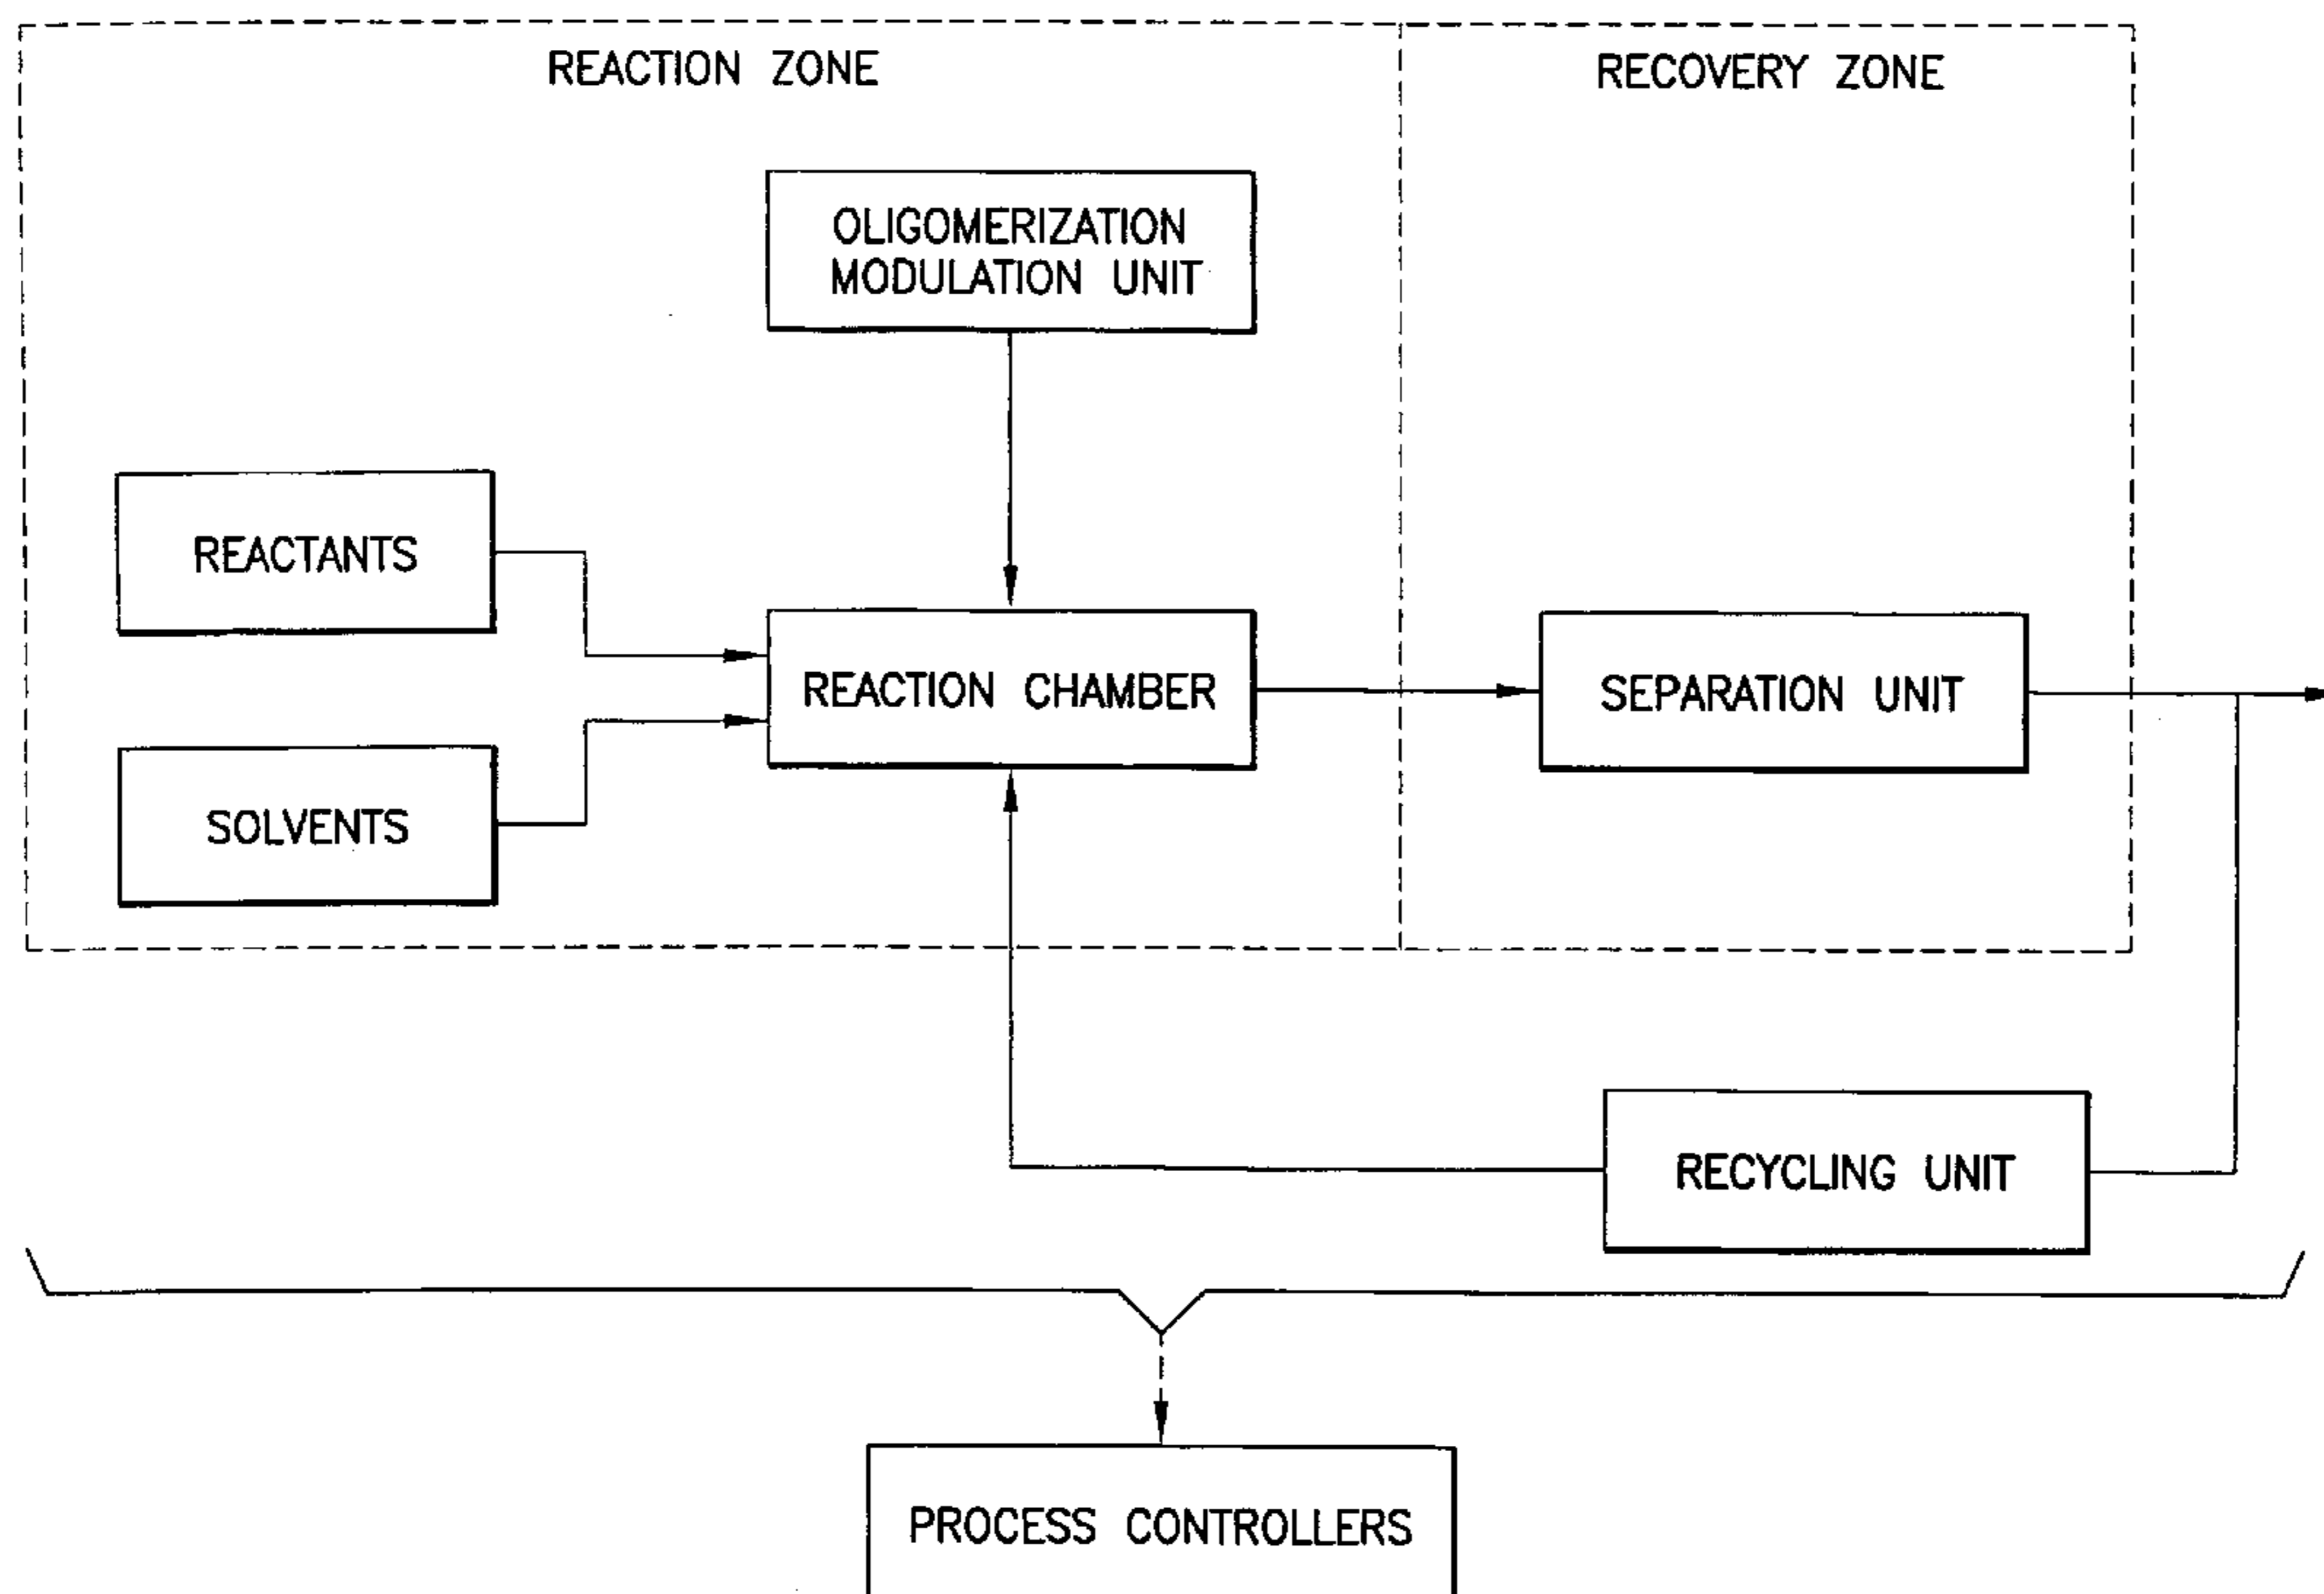 REACTION ZONE
RECOVERY ZONE
OLIGOMERIZATION
MODULATION UNIT
REACTANTS
REACTION CHAMBER
SEPARATION UNIT
SOLVENTS
RECYCLING UNIT
PROCESS CONTROLLERS